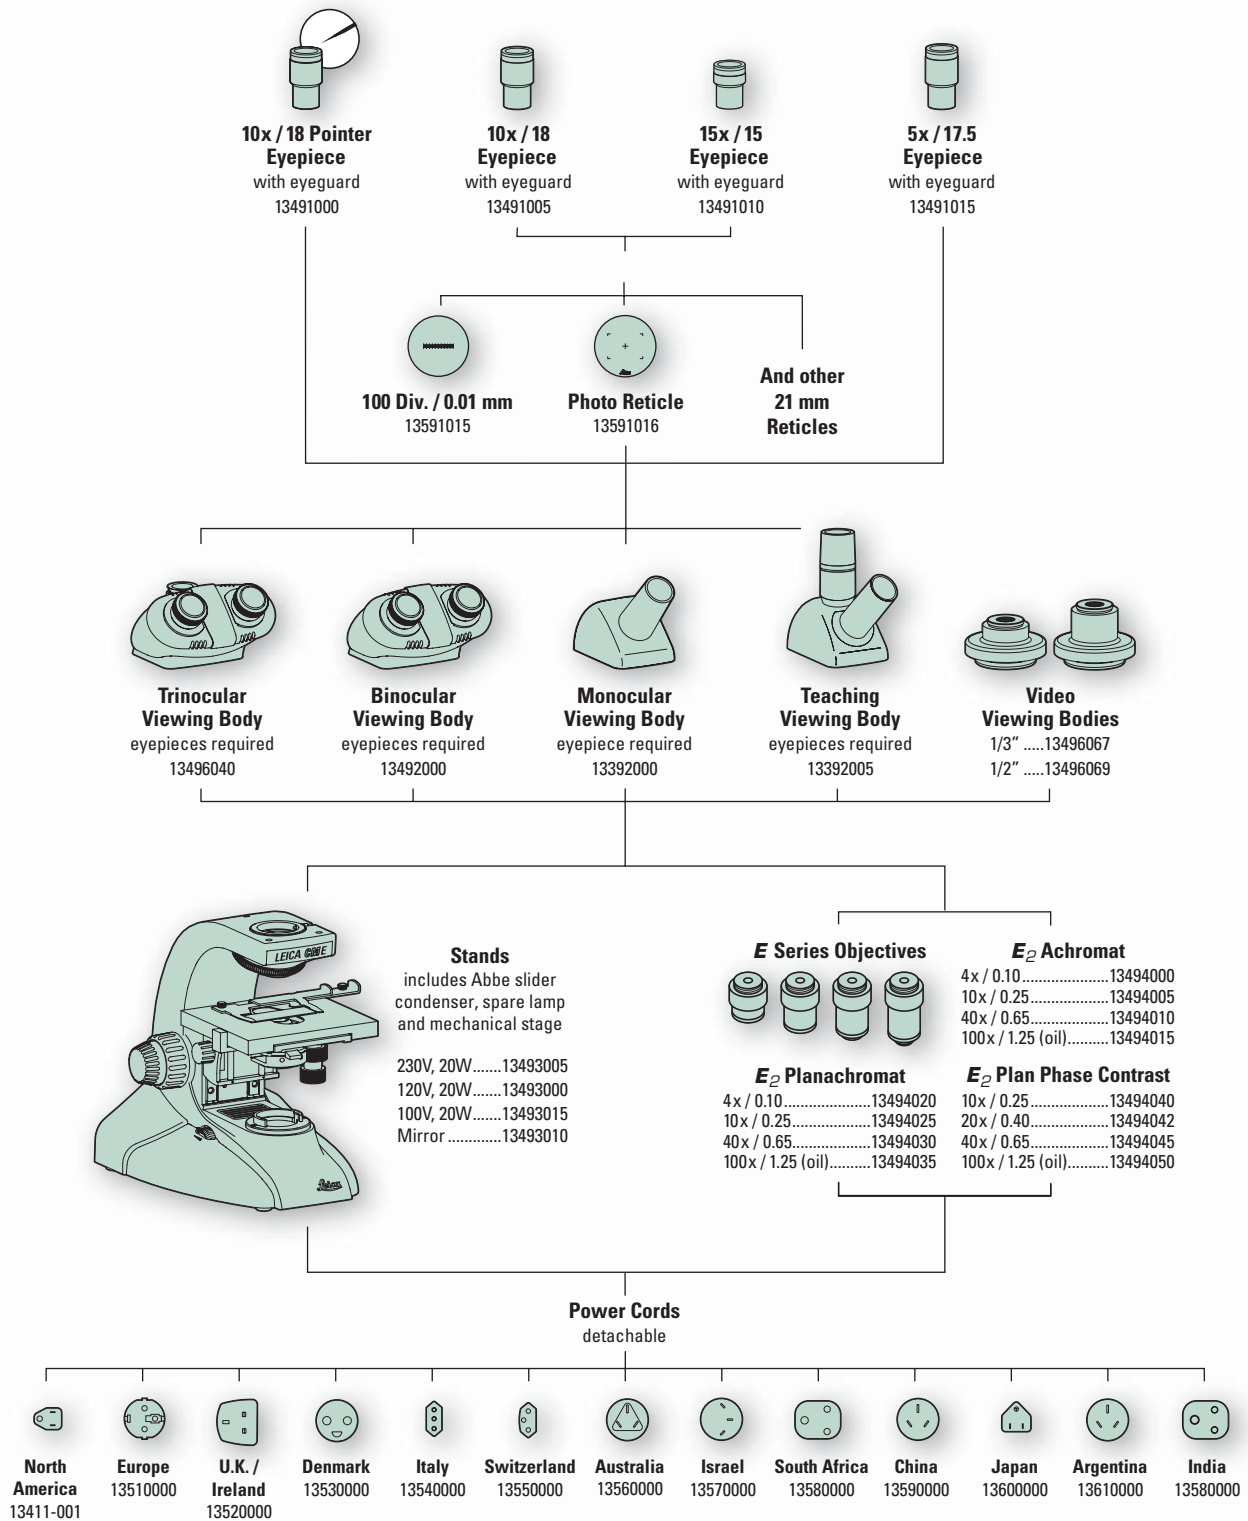 10x / 18 Pointer
Eyepiece
with eyeguard
13491000
10x / 18
Eyepiece
with eyeguard
13491005
15x / 15
Eyepiece
with eyeguard
13491010
5x / 17.5
Eyepiece
with eyeguard
13491015
100 Div. / 0.01 mm
13591015
Photo Reticle
13591016
And other
21 mm
Reticles
Trinocular
Viewing Body
eyepieces required
13496040
Binocular
Viewing Body
eyepieces required
13492000
Monocular
Viewing Body
eyepiece required
13392000
Teaching
Viewing Body
eyepieces required
13392005
Video
Viewing Bodies
1/3” .....13496067
1/2” .....13496069
LEICA CME
Leica
Stands
includes Abbe slider
condenser, spare lamp
and mechanical stage
230V, 20W.......13493005
120V, 20W.......13493000
100V, 20W.......13493015
Mirror .............13493010
E Series Objectives
E2 Achromat
4x / 0.10.....................13494000
10x / 0.25...................13494005
40x / 0.65...................13494010
100x / 1.25 (oil)..........13494015
E2 Planachromat
4x / 0.10.....................13494020
10x / 0.25...................13494025
40x / 0.65...................13494030
100x / 1.25 (oil)..........13494035
E2 Plan Phase Contrast
10x / 0.25...................13494040
20x / 0.40...................13494042
40x / 0.65...................13494045
100x / 1.25 (oil)..........13494050
Power Cords
detachable
North
America
13411-001
Europe
13510000
U.K. /
Ireland
13520000
Denmark
13530000
Italy
13540000
Switzerland
13550000
Australia
13560000
Israel
13570000
South Africa
13580000
China
13590000
Japan
13600000
Argentina
13610000
India
13580000